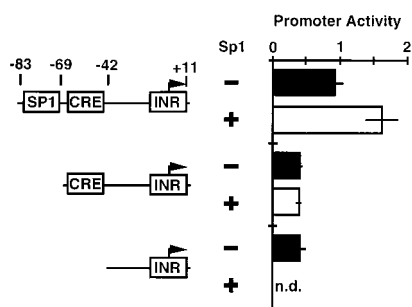 Promoter Activity
Sp1
0 1 2
-83 -69 -42 +11
SP1 CRE INR
−
+
CRE INR
−
+
INR
−
+ n.d.